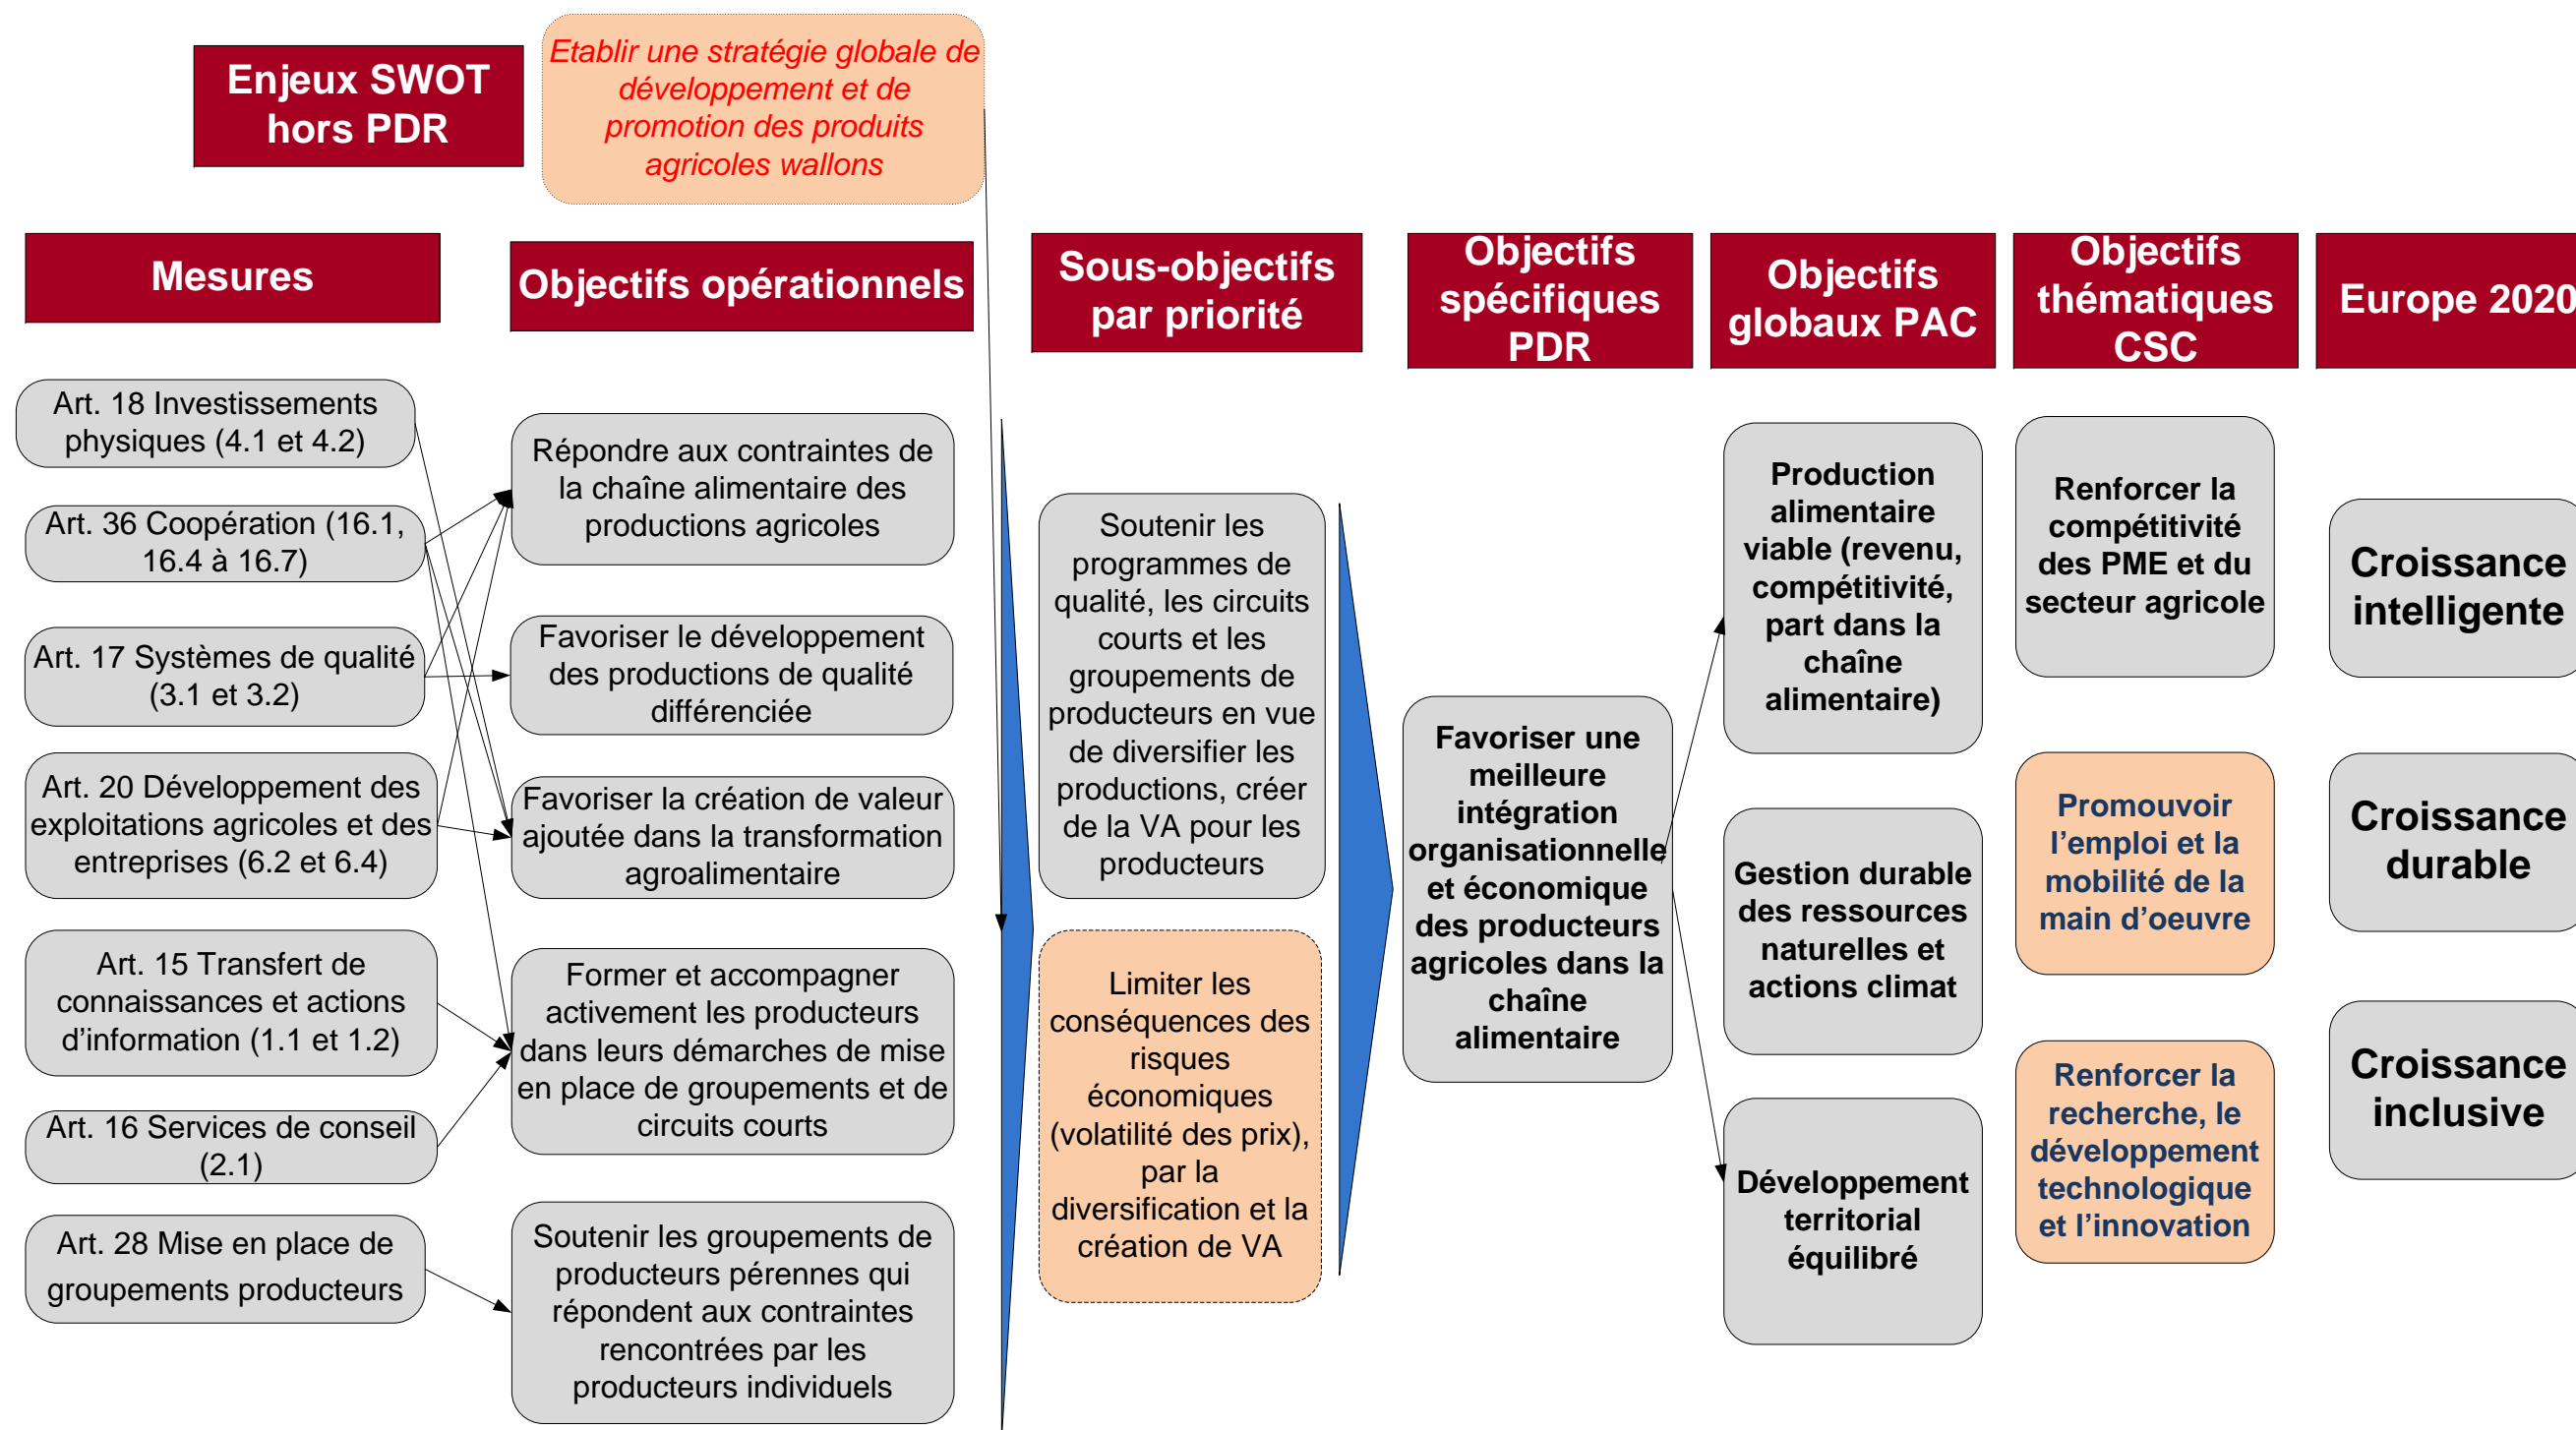 Enjeux SWOT
hors PDR
Etablir une stratégie globale de
développement et de
promotion des produits
agricoles wallons
Mesures
Objectifs opérationnels
Sous-objectifs
par priorité
Objectifs
spécifiques
PDR
Objectifs
globaux PAC
Objectifs
thématiques
CSC
Europe 2020
Art. 18 Investissements
physiques (4.1 et 4.2)
Art. 36 Coopération (16.1,
16.4 à 16.7)
Art. 17 Systèmes de qualité
(3.1 et 3.2)
Art. 20 Développement des
exploitations agricoles et des
entreprises (6.2 et 6.4)
Art. 15 Transfert de
connaissances et actions
d’information (1.1 et 1.2)
Art. 16 Services de conseil
(2.1)
Art. 28 Mise en place de
groupements producteurs
Répondre aux contraintes de
la chaîne alimentaire des
productions agricoles
Favoriser le développement
des productions de qualité
différenciée
Favoriser la création de valeur
ajoutée dans la transformation
agroalimentaire
Former et accompagner
activement les producteurs
dans leurs démarches de mise
en place de groupements et de
circuits courts
Soutenir les groupements de
producteurs pérennes qui
répondent aux contraintes
rencontrées par les
producteurs individuels
Soutenir les
programmes de
qualité, les circuits
courts et les
groupements de
producteurs en vue
de diversifier les
productions, créer
de la VA pour les
producteurs
Limiter les
conséquences des
risques
économiques
(volatilité des prix),
par la
diversification et la
création de VA
Favoriser une
meilleure
intégration
organisationnelle
et économique
des producteurs
agricoles dans la
chaîne
alimentaire
Production
alimentaire
viable (revenu,
compétitivité,
part dans la
chaîne
alimentaire)
Gestion durable
des ressources
naturelles et
actions climat
Développement
territorial
équilibré
Renforcer la
compétitivité
des PME et du
secteur agricole
Promouvoir
l’emploi et la
mobilité de la
main d’oeuvre
Renforcer la
recherche, le
développement
technologique
et l’innovation
Croissance
intelligente
Croissance
durable
Croissance
inclusive